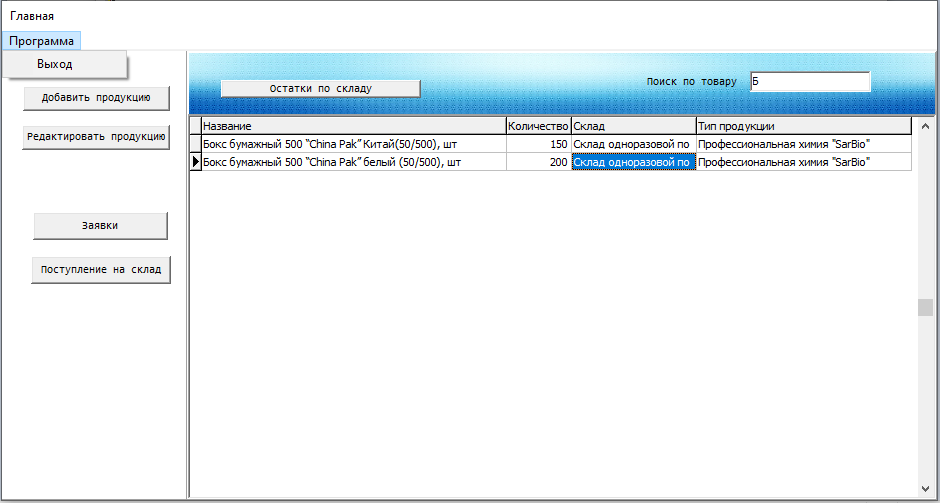 Главная
Программа
Выход
Добавить продукцию
Редактировать продукцию
Заявки
Поступление на склад
Остатки по складу
Поиск по товару Б
Название Количество Склад Тип продукции
Бокс бумажный 500 "China Pak" Китай(50/500), шт 150 Склад одноразовой по Профессиональная химия "SarBio"
Бокс бумажный 500 "China Pak" белый (50/500), шт 200 Склад одноразовой по Профессиональная химия "SarBio"